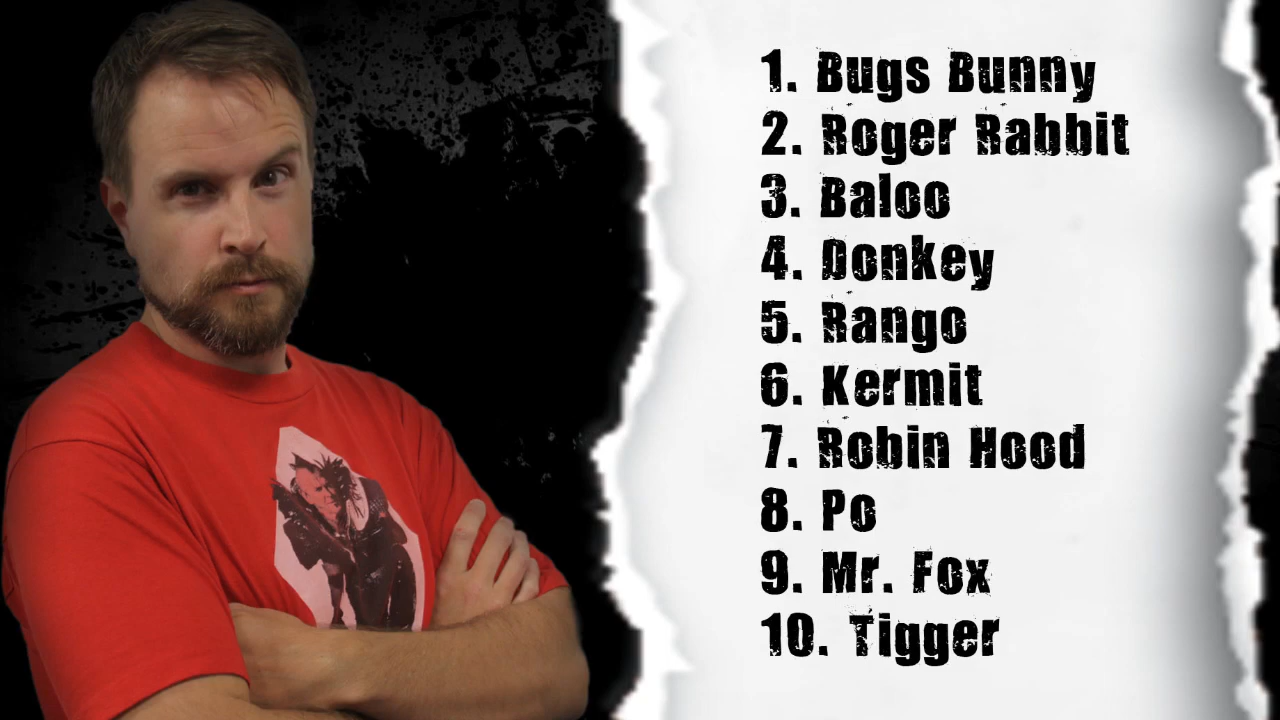 1. Bugs Bunny
2. Roger Rabbit
3. Baloo
4. Donkey
5. Rango
6. Kermit
7. Robin Hood
8. Po
9. Mr. Fox
10. Tigger